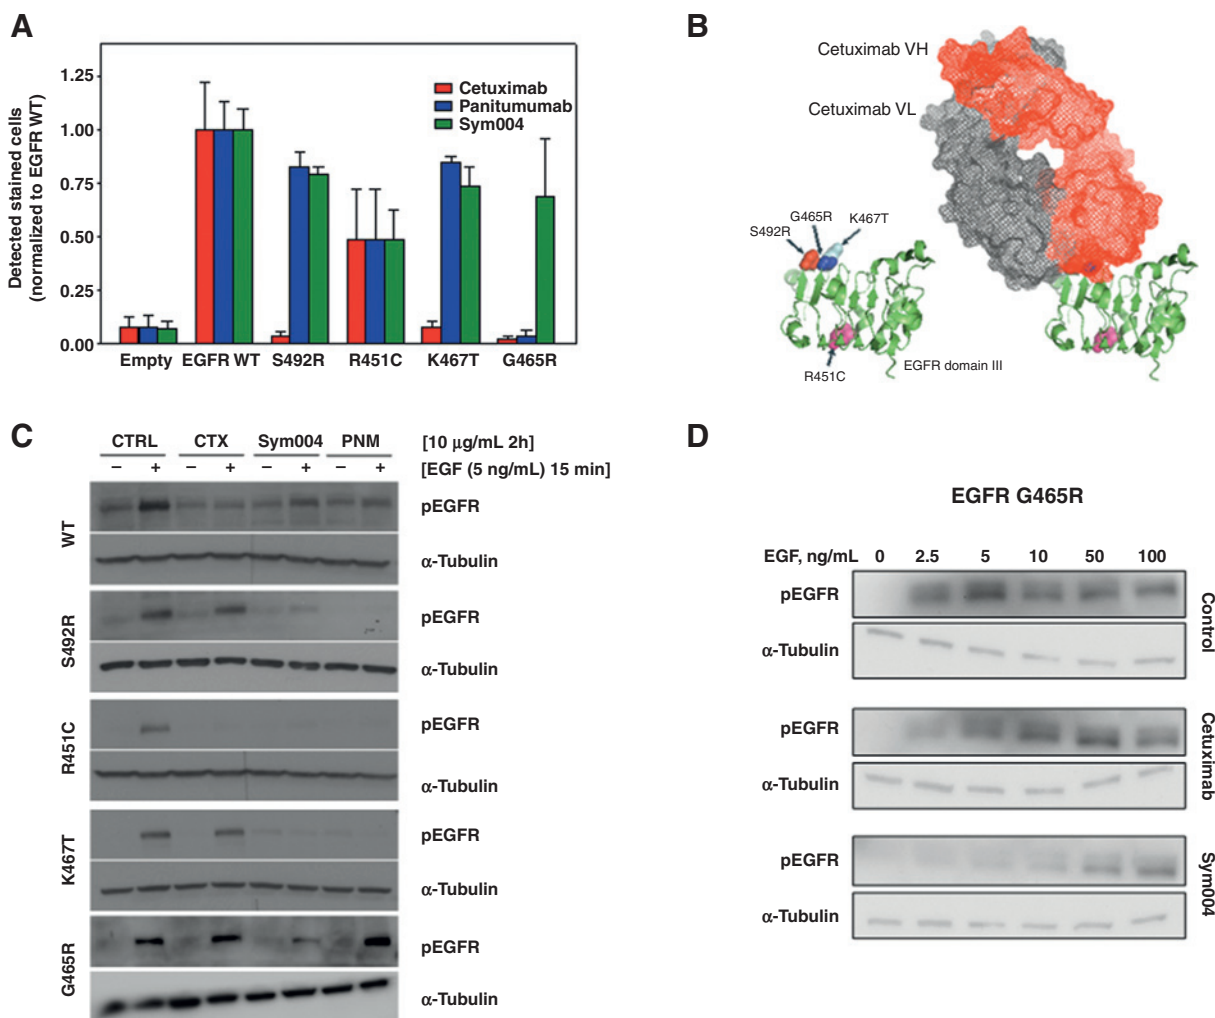 A
Detected stained cells
(normalized to EGFR WT)
1.25
1.00
0.75
0.50
0.25
0.00
Cetuximab
Panitumumab
Sym004
Empty EGFR WT S492R R451C K467T G465R
B
Cetuximab VH
Cetuximab VL
G465R
K467T
S492R
R451C
EGFR domain III
C
CTRL CTX Sym004 PNM [10 µg/mL 2h]
− + − + − + − + [EGF (5 ng/mL) 15 min]
WT
pEGFR
α-Tubulin
S492R
pEGFR
α-Tubulin
R451C
pEGFR
α-Tubulin
K467T
pEGFR
α-Tubulin
G465R
pEGFR
α-Tubulin
D
EGFR G465R
EGF, ng/mL 0 2.5 5 10 50 100
pEGFR
α-Tubulin
Control
pEGFR
α-Tubulin
Cetuximab
pEGFR
α-Tubulin
Sym004